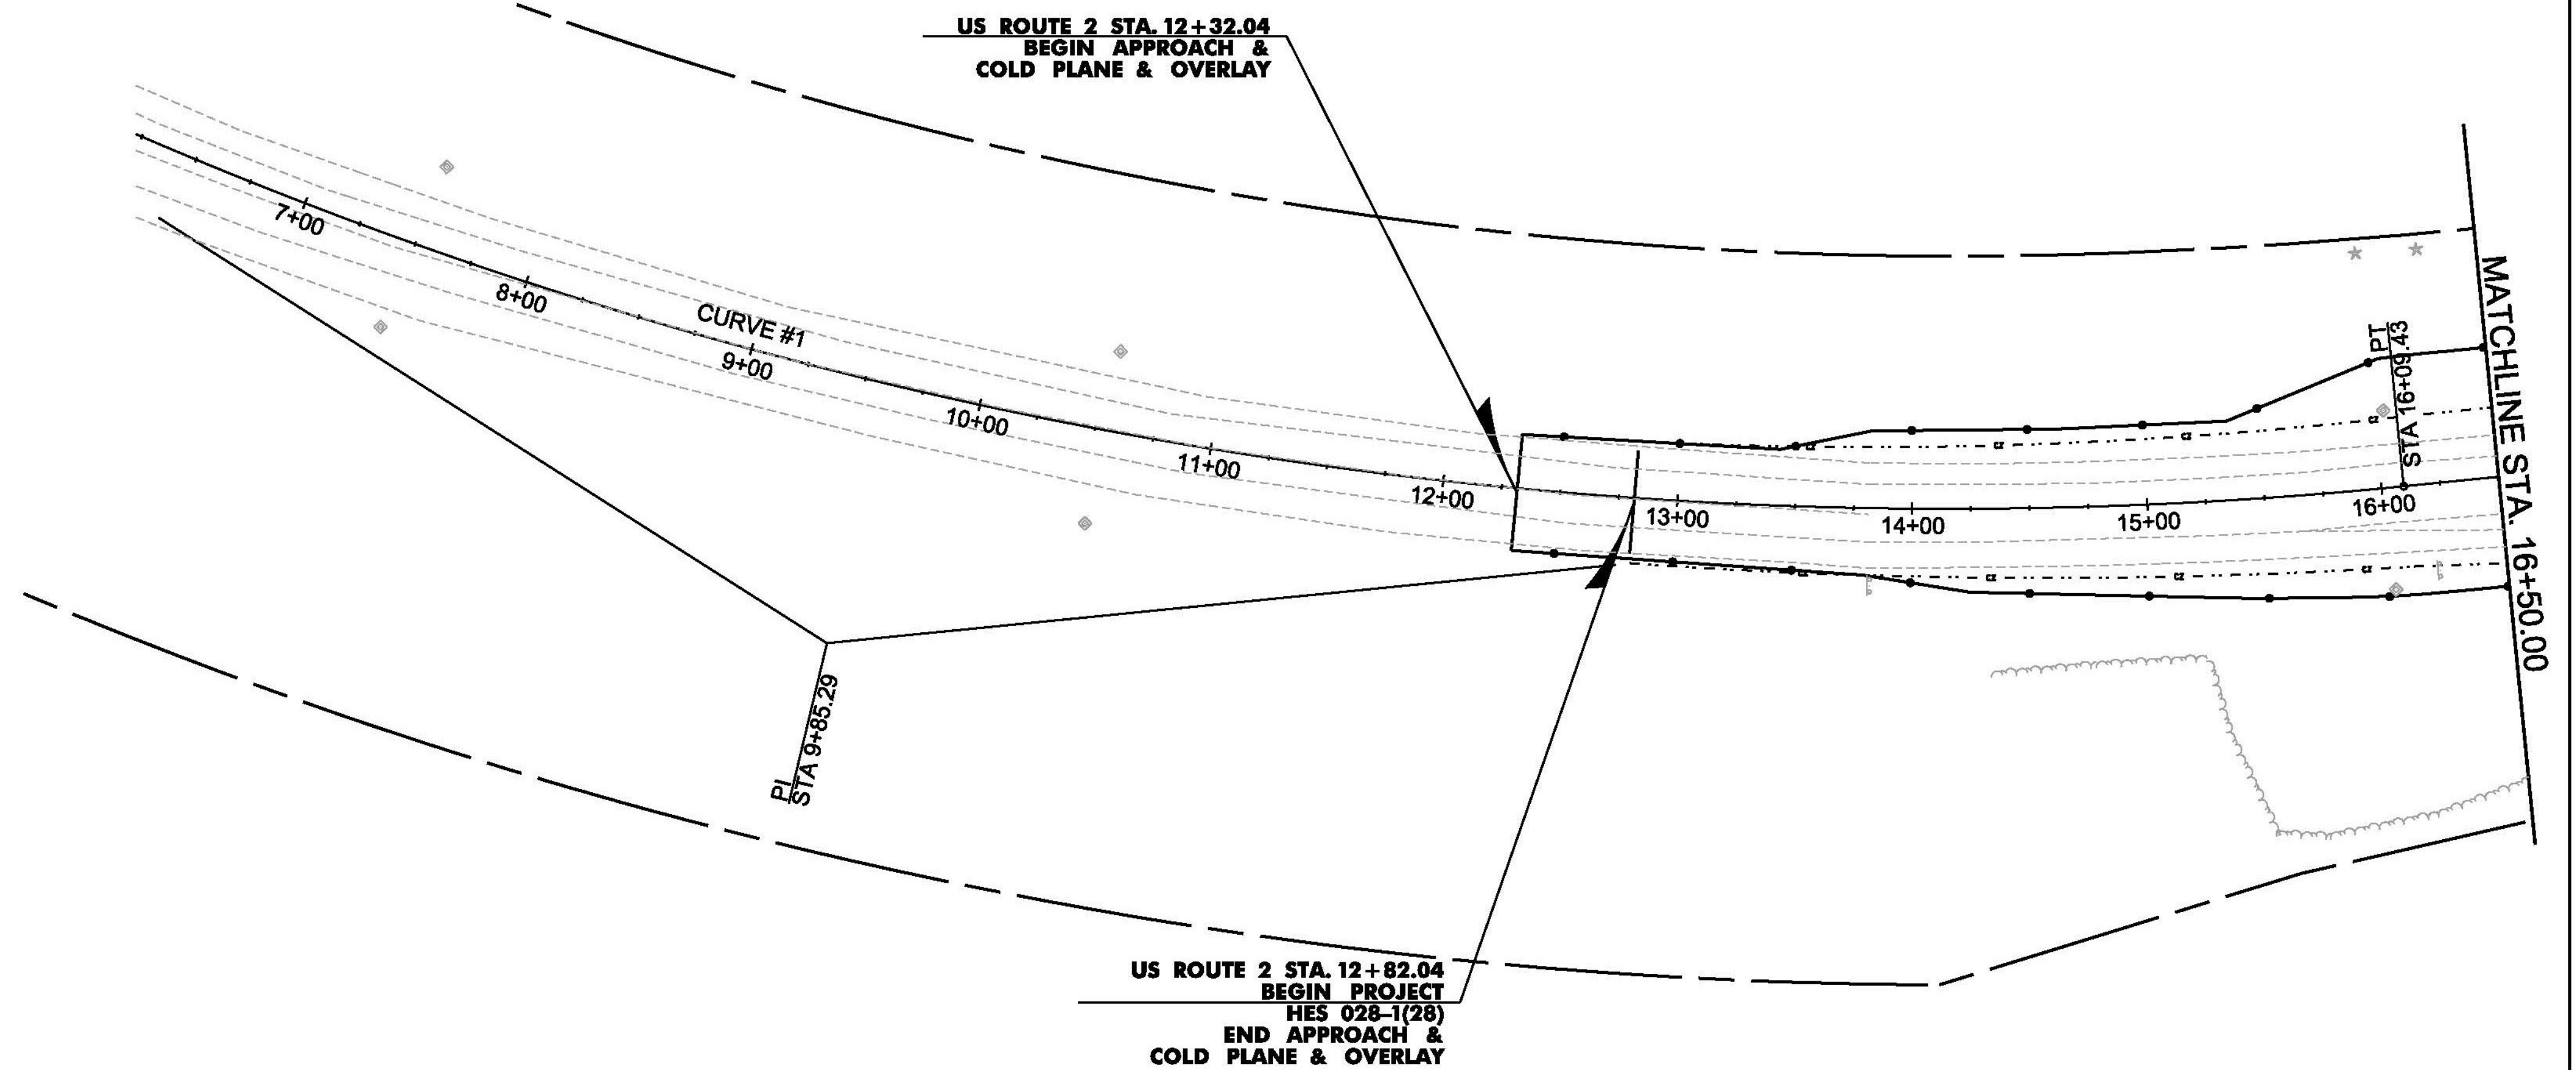 US ROUTE 2 STA. 12+32.04
BEGIN APPROACH &
COLD PLANE & OVERLAY
7+00
8+00
CURVE #1
9+00
10+00
11+00
12+00
13+00
14+00
15+00
16+00
PT
STA 16+09.43
MATCHLINE STA. 16+50.00
PI
STA 9+85.29
US ROUTE 2 STA. 12+82.04
BEGIN PROJECT
HES 028-1(28)
END APPROACH &
COLD PLANE & OVERLAY